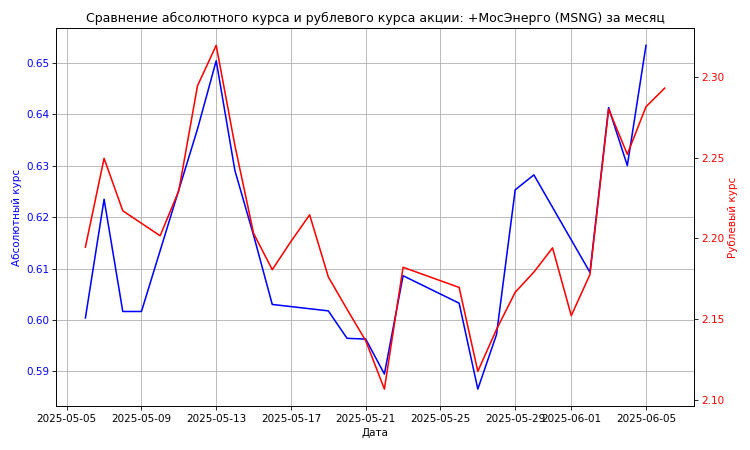 Сравнение абсолютного курса и рублевого курса акции: +МосЭнерго (MSNG) за месяц
0.65
0.64
0.63
0.62
0.61
0.60
0.59
Абсолютный курс
2.30
2.25
2.20
2.15
2.10
Рублевый курс
2025-05-05 2025-05-09 2025-05-13 2025-05-17 2025-05-21 2025-05-25 2025-05-29 2025-06-01 2025-06-05
Дата